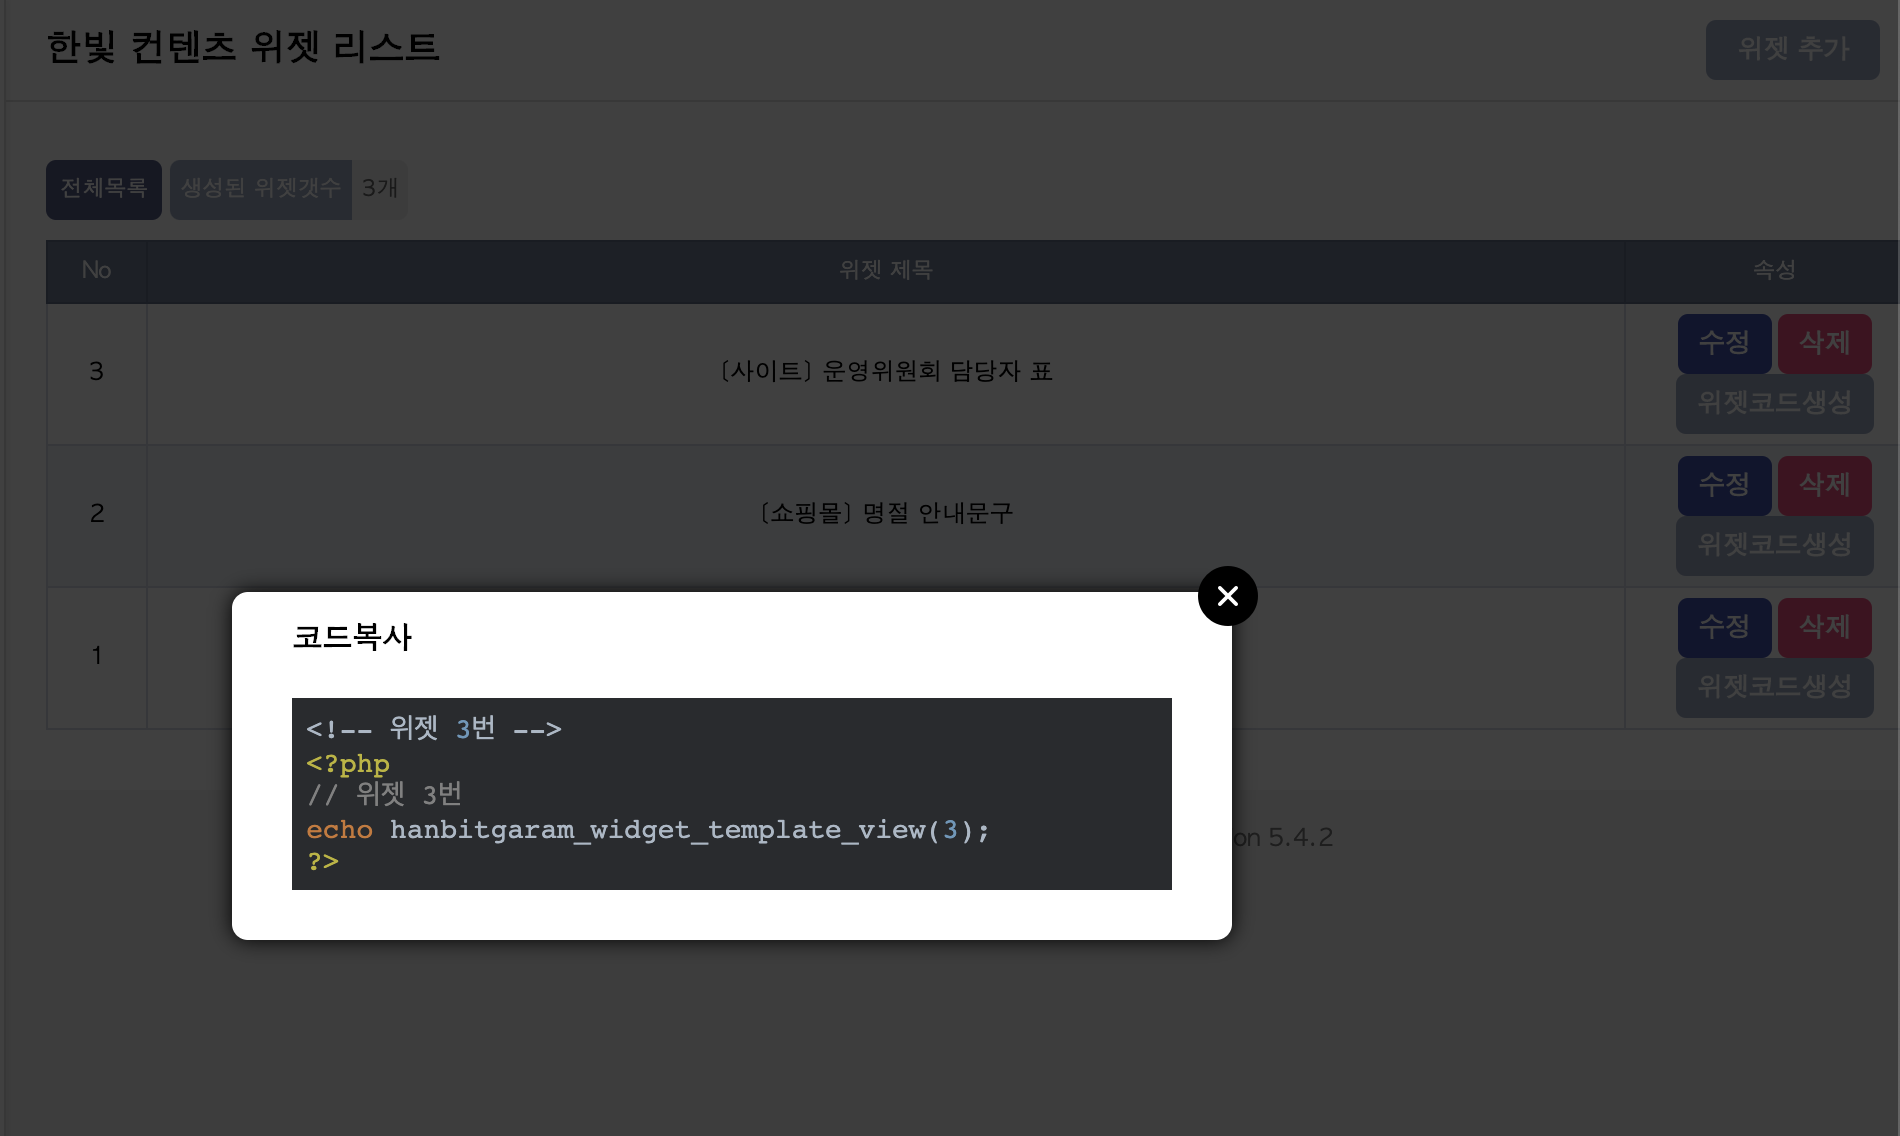 한빛 컨텐츠 위젯 리스트
위젯 추가
전체목록 생성된 위젯갯수 3개
No 위젯 제목 속성
3 [사이트] 운영위원회 담당자 표 수정 삭제
위젯코드생성
2 [쇼핑몰] 명절 안내문구 수정 삭제
위젯코드생성
1 수정 삭제
위젯코드생성
코드복사
<!-- 위젯 3번 -->
<?php
// 위젯 3번
echo hanbitgaram_widget_template_view(3);
?>
on 5.4.2